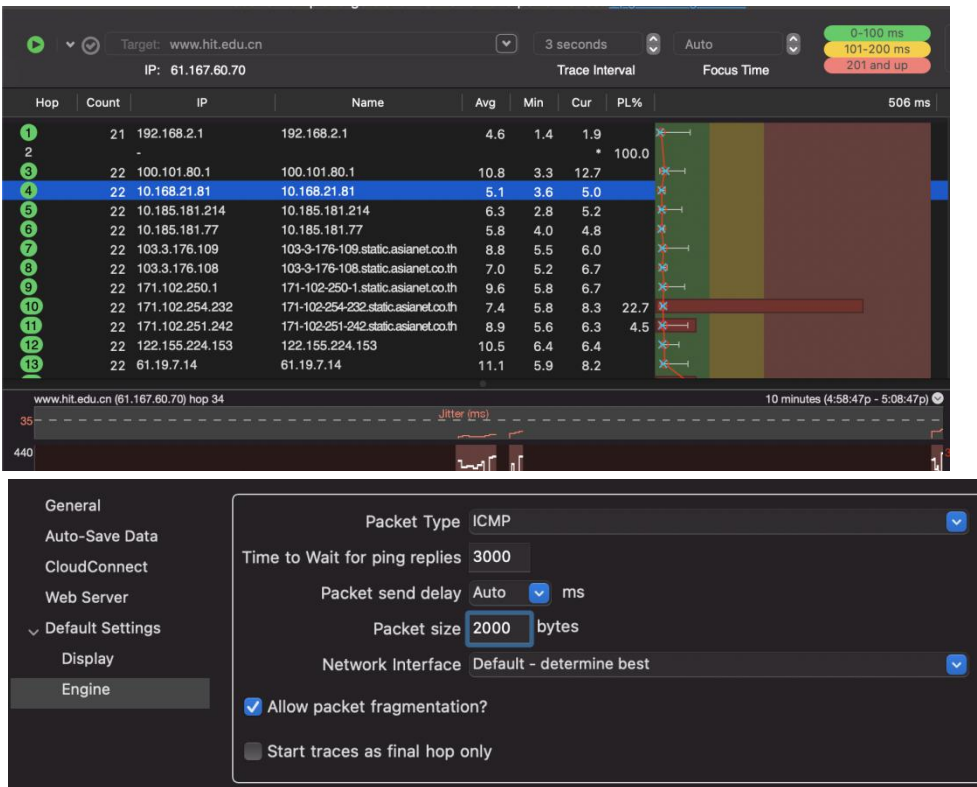 Target: www.hit.edu.cn 3 seconds Auto 0-100 ms
101-200 ms
IP: 61.167.60.70 Trace Interval Focus Time 201 and up
Hop Count IP Name Avg Min Cur PL% 506 ms
1 21 192.168.2.1 192.168.2.1 4.6 1.4 1.9
2 - * 100.0
3 22 100.101.80.1 100.101.80.1 10.8 3.3 12.7
4 22 10.168.21.81 10.168.21.81 5.1 3.6 5.0
5 22 10.185.181.214 10.185.181.214 6.3 2.8 5.2
6 22 10.185.181.77 10.185.181.77 5.8 4.0 4.8
7 22 103.3.176.109 103-3-176-109.static.asianet.co.th 8.8 5.5 6.0
8 22 103.3.176.108 103-3-176-108.static.asianet.co.th 7.0 5.2 6.7
9 22 171.102.250.1 171-102-250-1.static.asianet.co.th 9.6 5.8 6.7
10 22 171.102.254.232 171-102-254-232.static.asianet.co.th 7.4 5.8 8.3 22.7
11 22 171.102.251.242 171-102-251-242.static.asianet.co.th 8.9 5.6 6.3 4.5
12 22 122.155.224.153 122.155.224.153 10.5 6.4 6.4
13 22 61.19.7.14 61.19.7.14 11.1 5.9 8.2
www.hit.edu.cn (61.167.60.70) hop 34 10 minutes (4:58:47p - 5:08:47p)
Jitter (ms)
35
440
General
Auto-Save Data
CloudConnect
Web Server
Default Settings
Display
Engine
Packet Type ICMP
Time to Wait for ping replies 3000
Packet send delay Auto ms
Packet size 2000 bytes
Network Interface Default - determine best
Allow packet fragmentation?
Start traces as final hop only